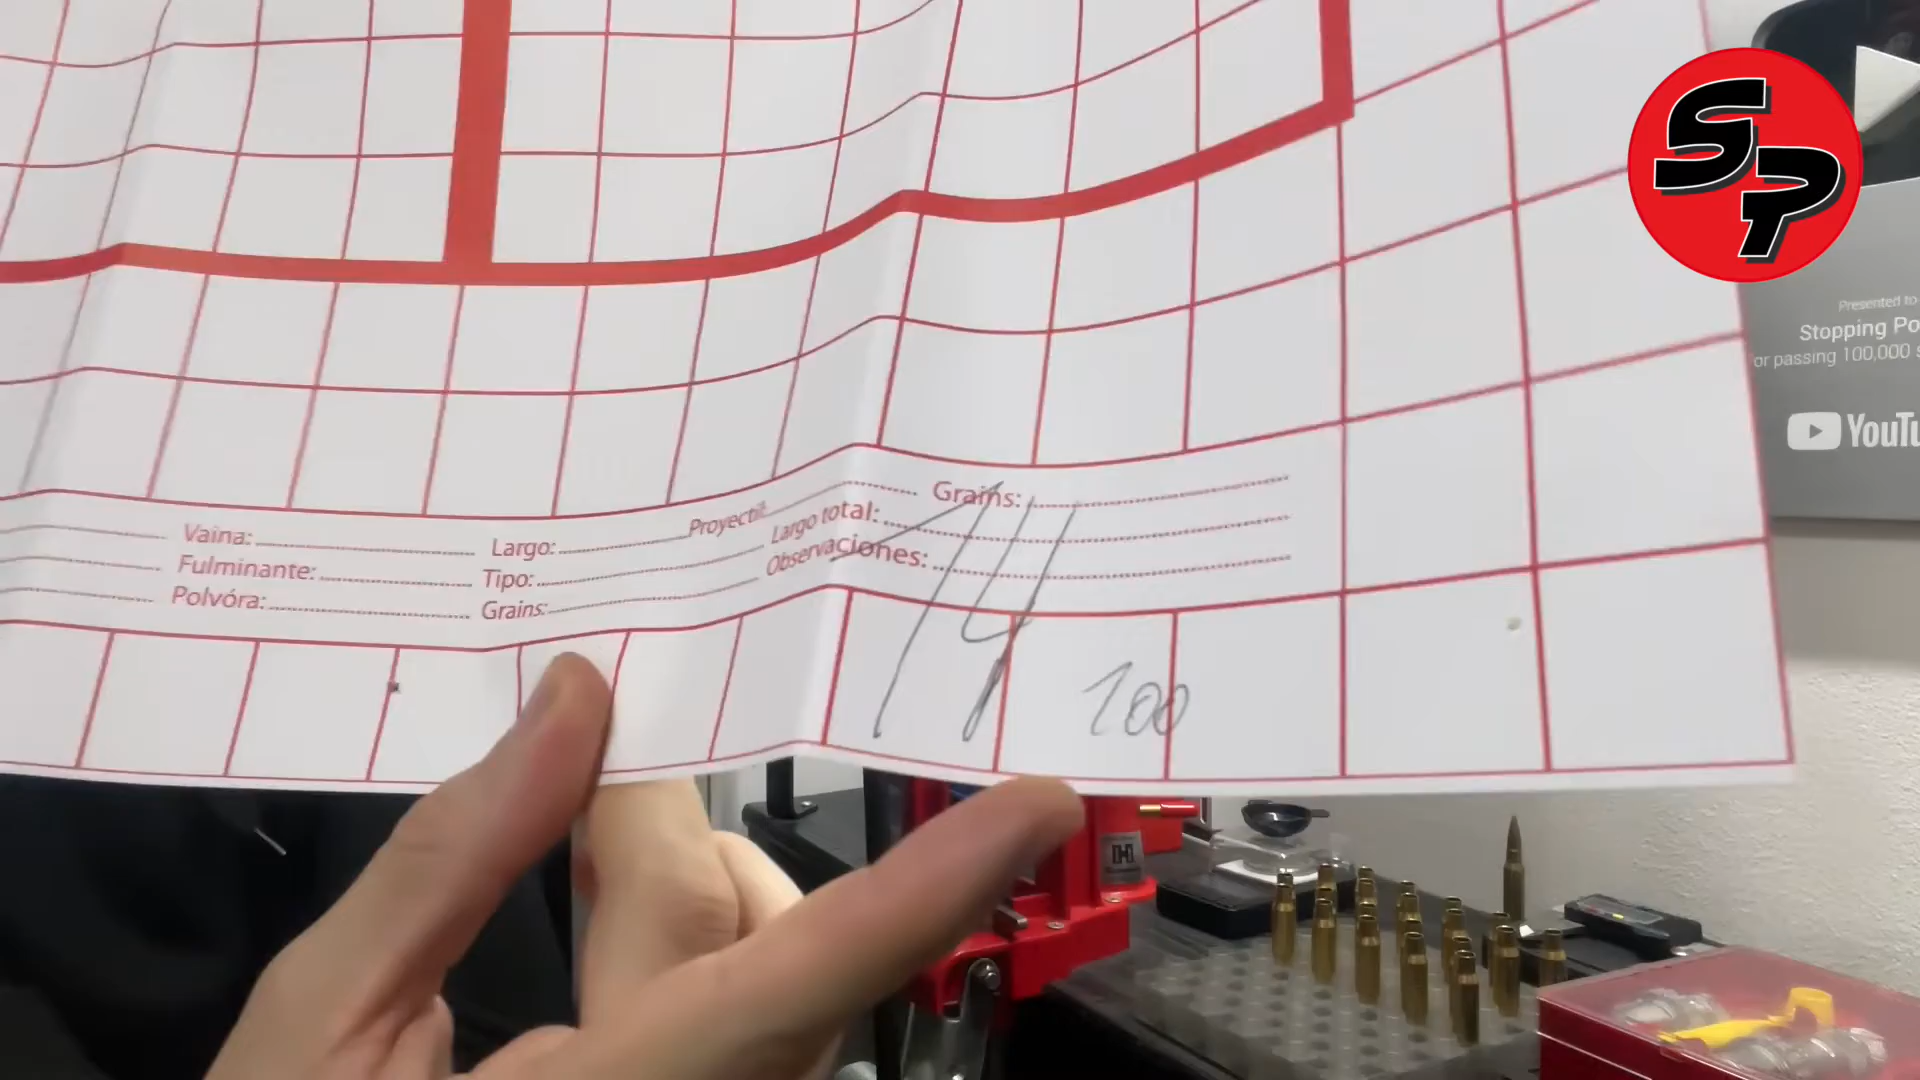 SP
Presented to
Stopping Po
or passing 100,000 s
YouTu
Vaina: Largo: Proyectil: Grains:
Fulminante: Tipo: Largo total:
Polvóra: Grains: Observaciones:
14
100